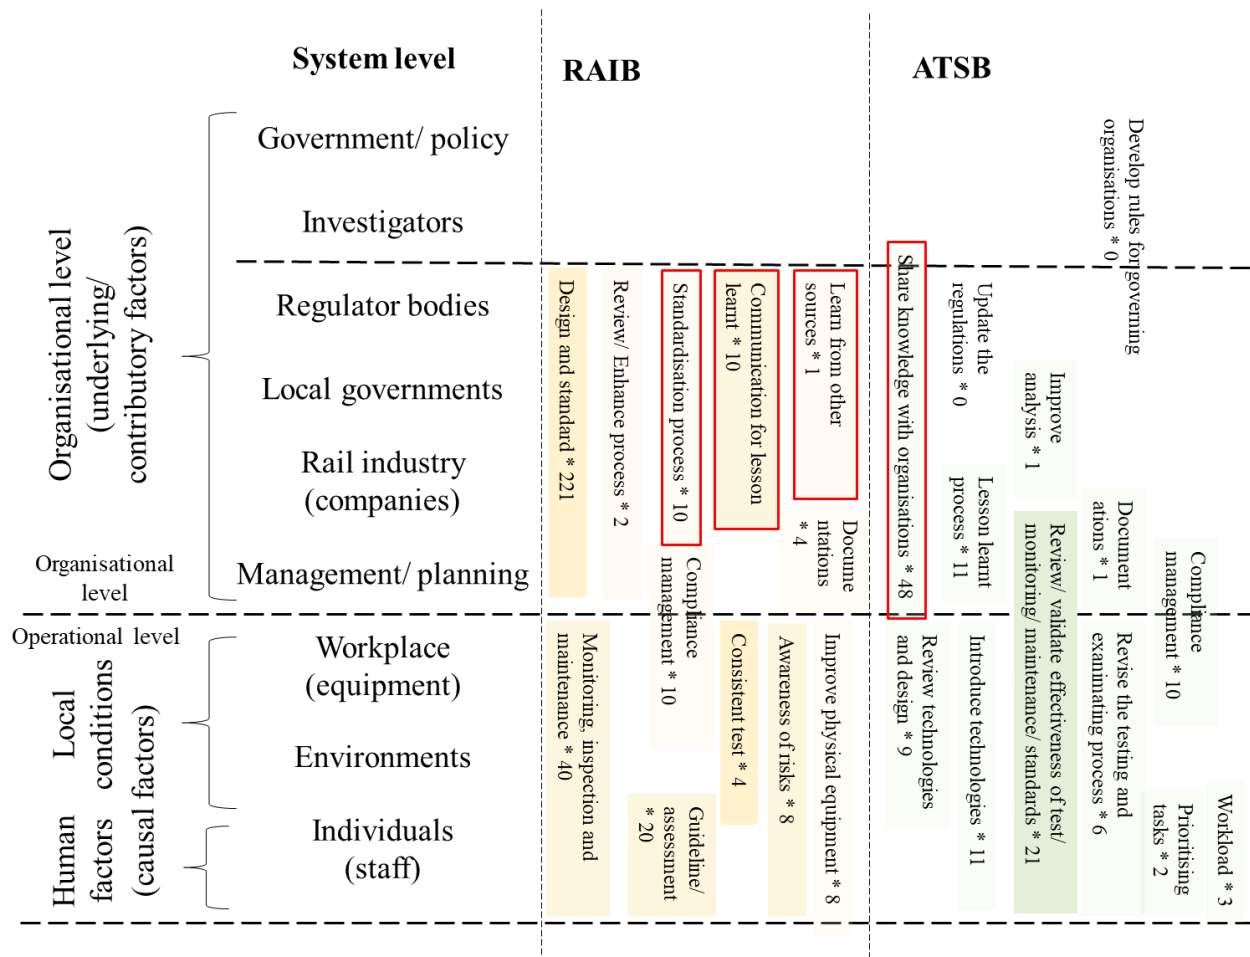 System level
RAIB
ATSB
Government/ policy
Investigators
Regulator bodies
Local governments
Rail industry
(companies)
Management/ planning
Workplace
(equipment)
Environments
Individuals
(staff)
Organisational level
(underlying/
contributory factors)
Organisational
level
Operational level
Local
conditions
Human
factors
(causal factors)
Design and standard * 221
Review/ Enhance process * 2
Standardisation process * 10
Communication for lesson
learnt * 10
Learn from other
sources * 1
Docume
ntations
* 4
Compliance
management * 10
Monitoring, inspection and
maintenance * 40
Guideline/
assessment
* 20
Consistent test * 4
Awareness of risks * 8
Improve physical equipment * 8
Develop rules for governing
organisations * 0
Share knowledge with organisations * 48
Update the
regulations * 0
Improve
analysis * 1
Lesson learnt
process * 11
Document
ations * 1
Compliance
management * 10
Review technologies
and design * 9
Introduce technologies * 11
Review/ validate effectiveness of test/
monitoring/ maintenance/ standards * 21
Revise the testing and
examinating process * 6
Prioritising
tasks * 2
Workload * 3